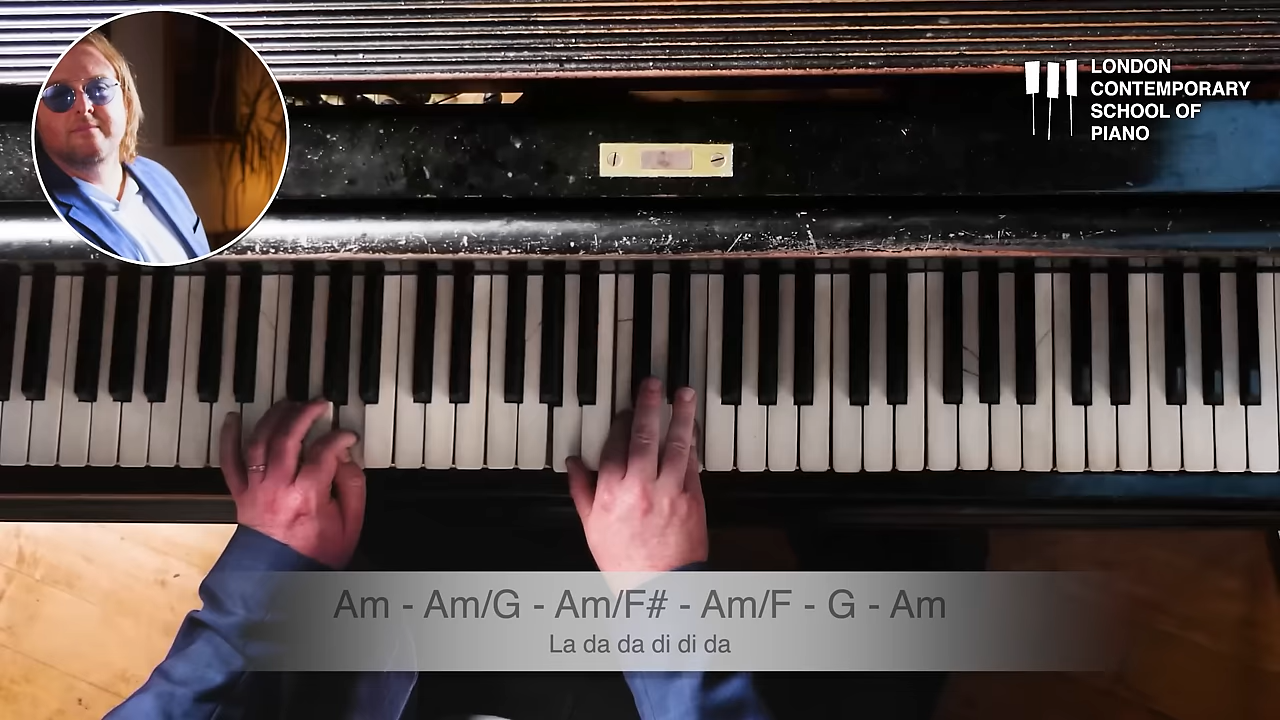 LONDON
CONTEMPORARY
SCHOOL OF
PIANO
Am - Am/G - Am/F# - Am/F - G - Am
La da da di di da